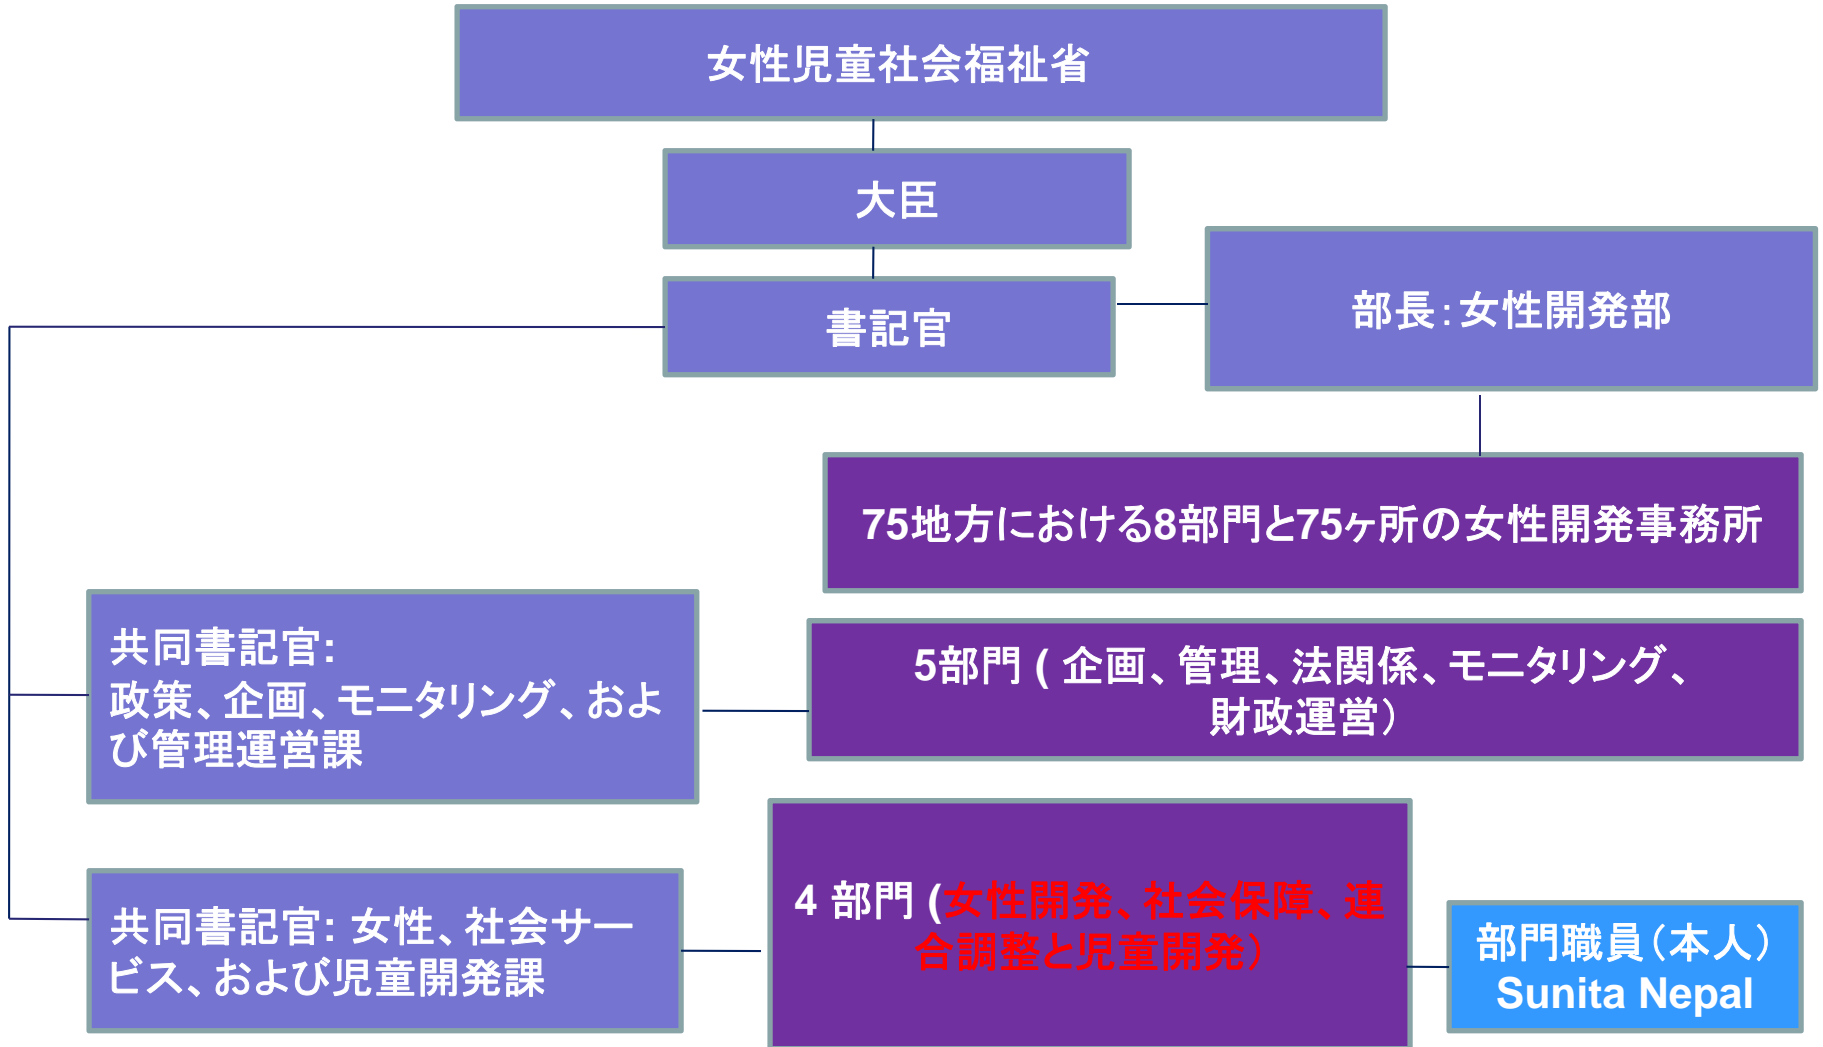 女性児童社会福祉省
大臣
書記官
部長：女性開発部
75地方における8部門と75ヶ所の女性開発事務所
共同書記官:
政策、企画、モニタリング、およ
び管理運営課
5部門 ( 企画、管理、法関係、モニタリング、
財政運営）
共同書記官: 女性、社会サー
ビス、および児童開発課
4 部門 (女性開発、社会保障、連
合調整と児童開発）
部門職員（本人）
Sunita Nepal